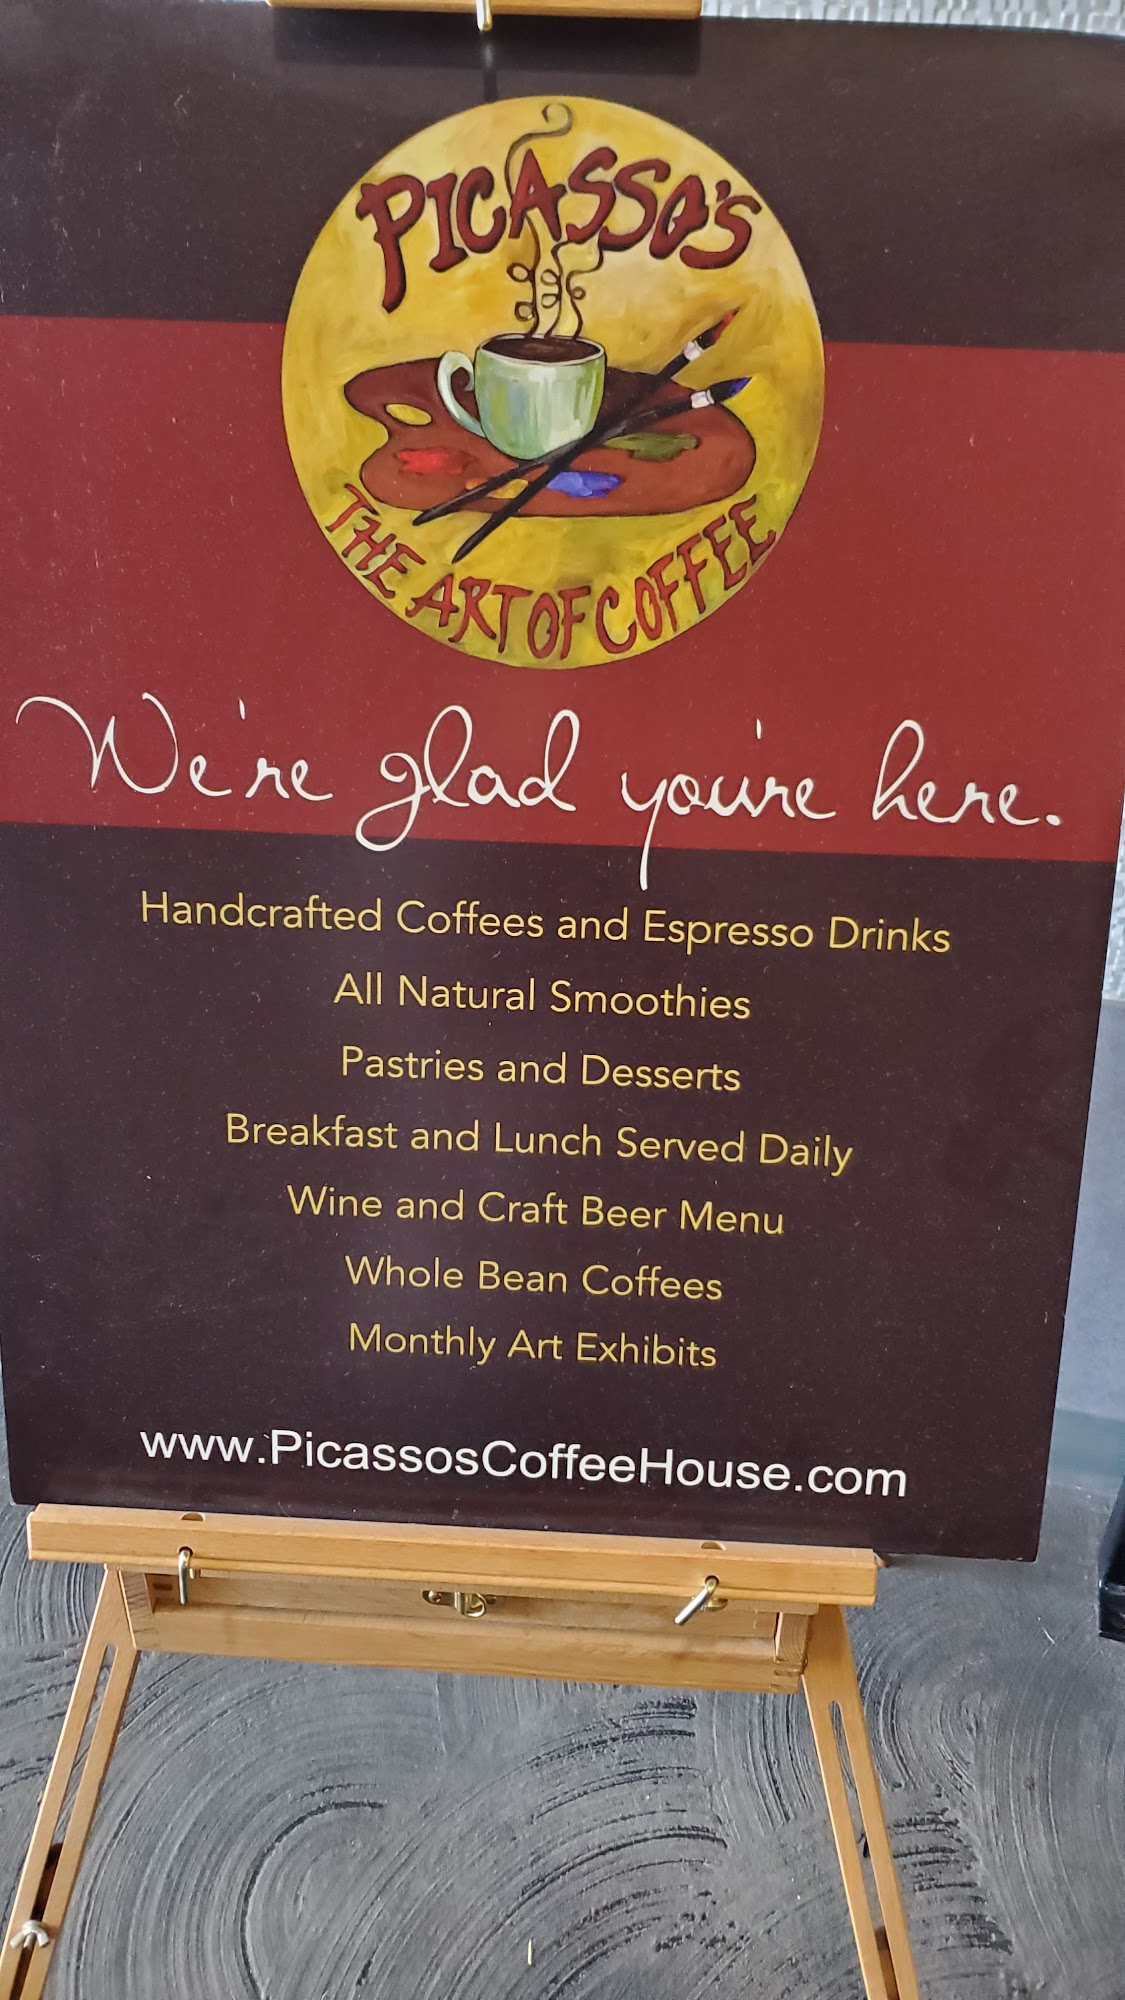 PICASSO'S
THE ART OF COFFEE
We're glad you're here.
Handcrafted Coffees and Espresso Drinks
All Natural Smoothies
Pastries and Desserts
Breakfast and Lunch Served Daily
Wine and Craft Beer Menu
Whole Bean Coffees
Monthly Art Exhibits
www.PicassosCoffeeHouse.com